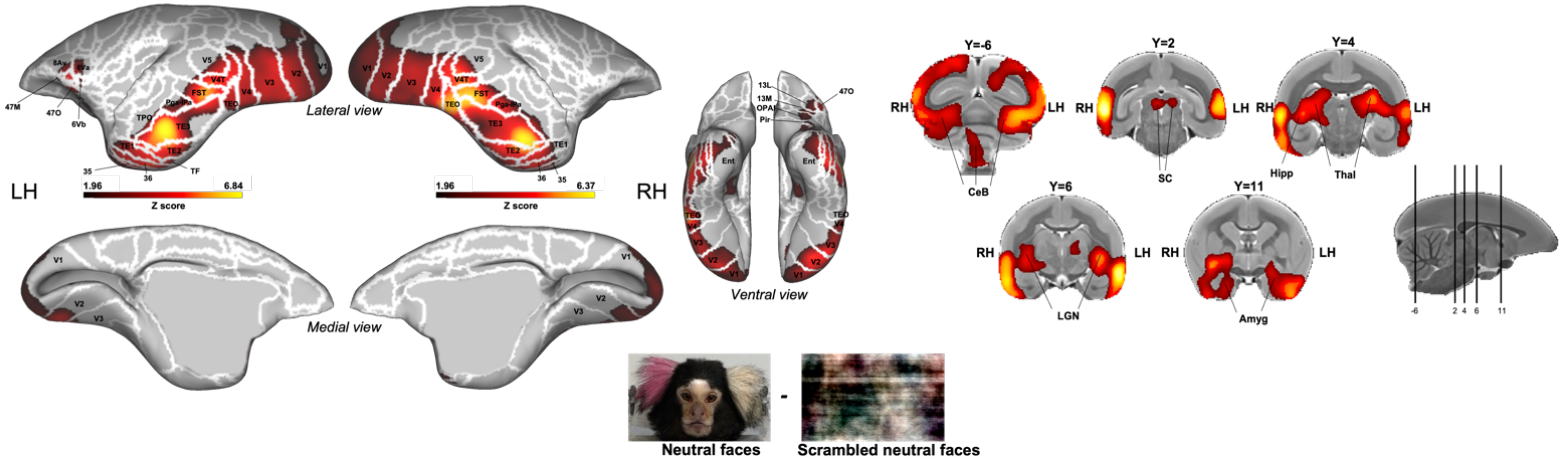 8Av
6Va
47M
47O
6Vb
V5
V4T
FST
Pga-IPa
V4
V3
V2
V1
TEO
TPO
TE3
TE1
TE2
TF
35
36
Lateral view
V1
V2
V3
V4
V5
V4T
TEO
FST
Pga-IPa
TE3
TE2
TE1
36
35
LH
1.96
6.84
Z score
1.96
6.37
Z score
RH
V1
V2
V3
Medial view
V1
V2
V3
13L
13M
OPAI
Pir
47O
Ent
Ent
TEO
V4
V3
V2
V1
TEO
V4
V3
V2
V1
Ventral view
Y=-6
RH
LH
CeB
Y=2
RH
LH
SC
Y=4
RH
LH
Hipp
Thal
Y=6
RH
LH
LGN
Y=11
RH
LH
Amyg
-6
2
4
6
11
-
Neutral faces
Scrambled neutral faces